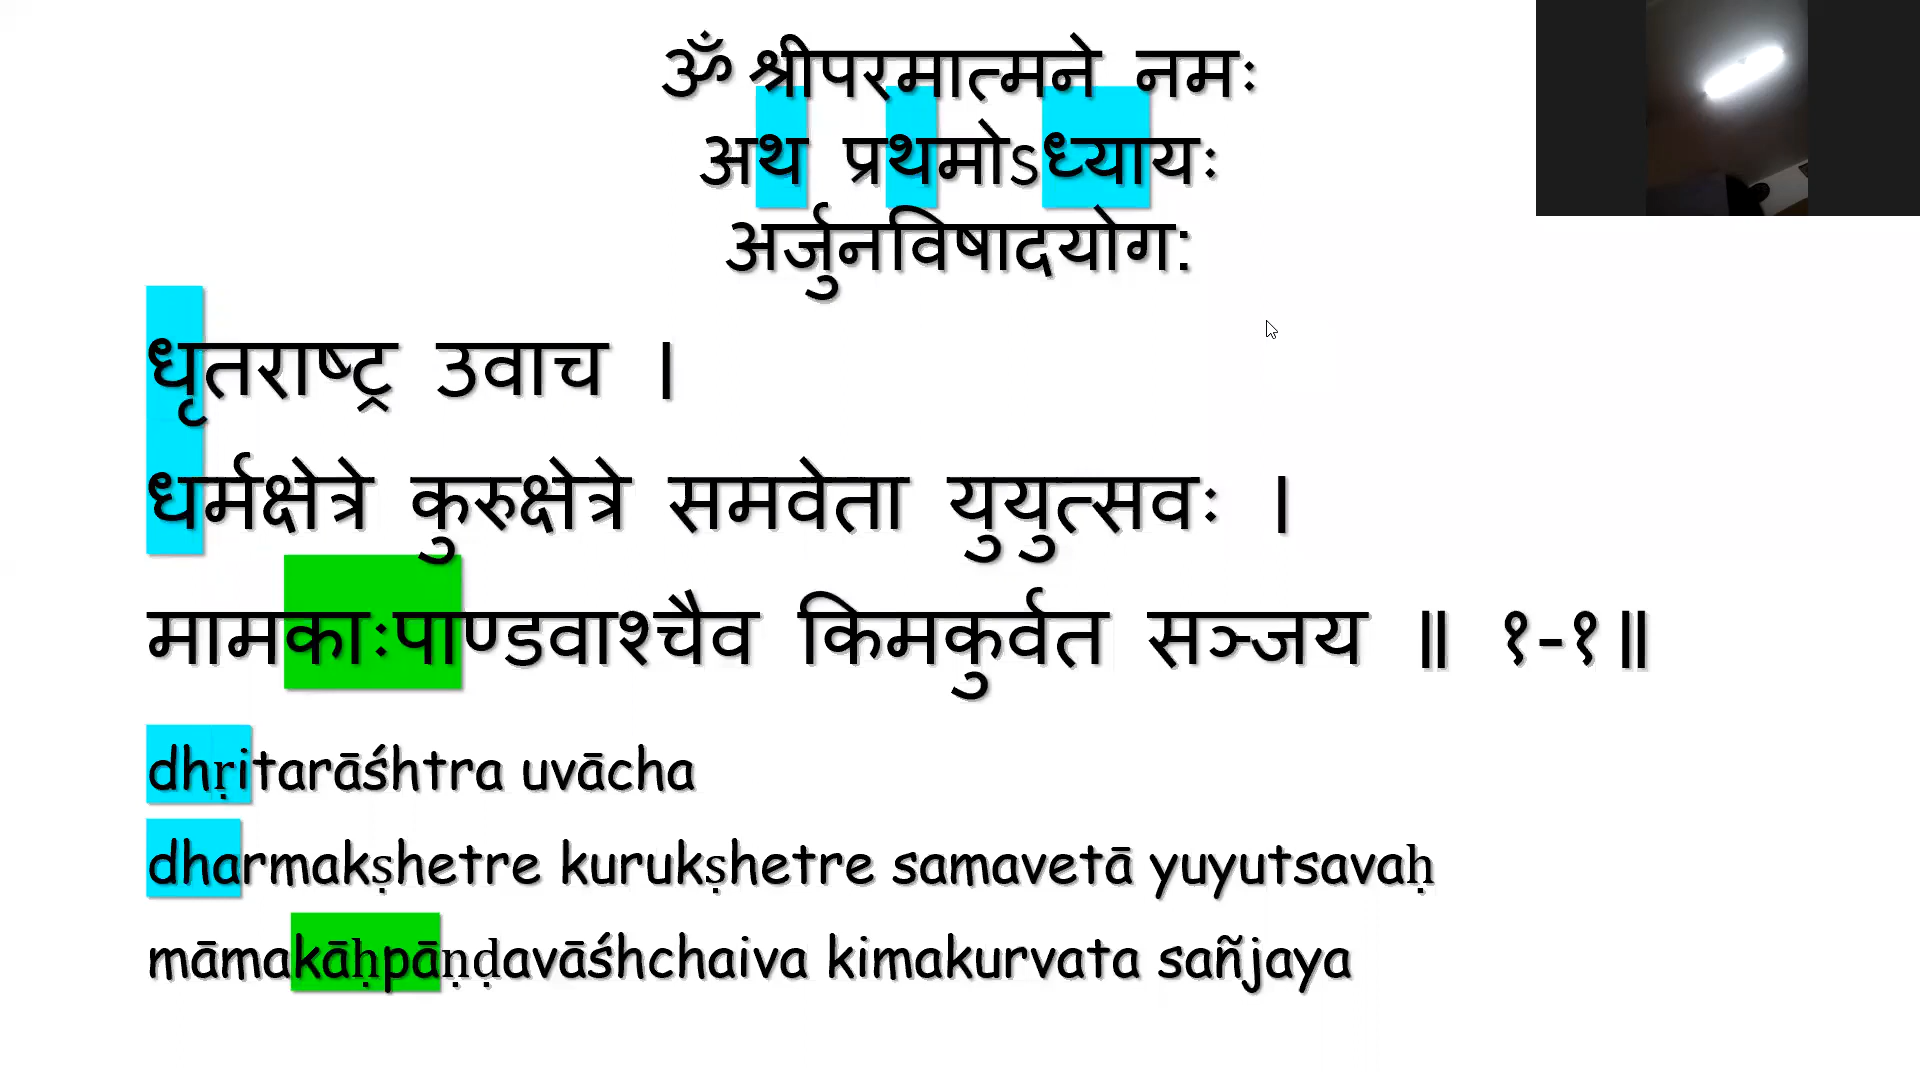 ॐ श्रीपरमात्मने नमः
अथ प्रथमोऽध्यायः
अर्जुनविषादयोग:
धृतराष्ट्र उवाच ।
धर्मक्षेत्रे कुरुक्षेत्रे समवेता युयुत्सवः ।
मामकाःपाण्डवाश्चैव किमकुर्वत सञ्जय ॥ १-१॥
dhṛitarāśhtra uvācha
dharmakṣhetre kurukṣhetre samavetā yuyutsavaḥ
māmakāḥpāṇḍavāśhchaiva kimakurvata sañjaya